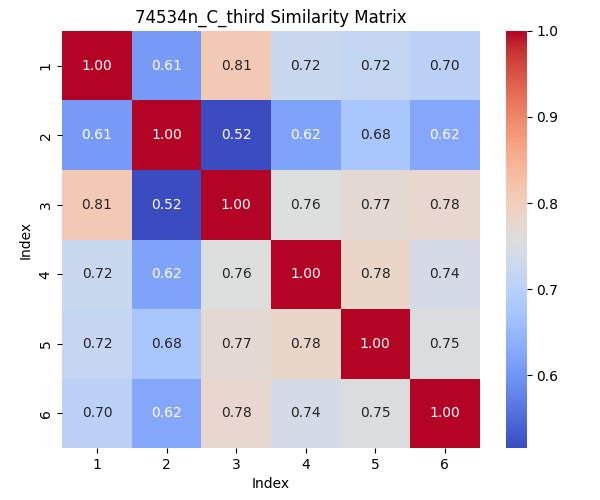 74534n_C_third Similarity Matrix
Index
1 1.00 0.61 0.81 0.72 0.72 0.70
2 0.61 1.00 0.52 0.62 0.68 0.62
3 0.81 0.52 1.00 0.76 0.77 0.78
4 0.72 0.62 0.76 1.00 0.78 0.74
5 0.72 0.68 0.77 0.78 1.00 0.75
6 0.70 0.62 0.78 0.74 0.75 1.00
1 2 3 4 5 6
Index
1.0
0.9
0.8
0.7
0.6